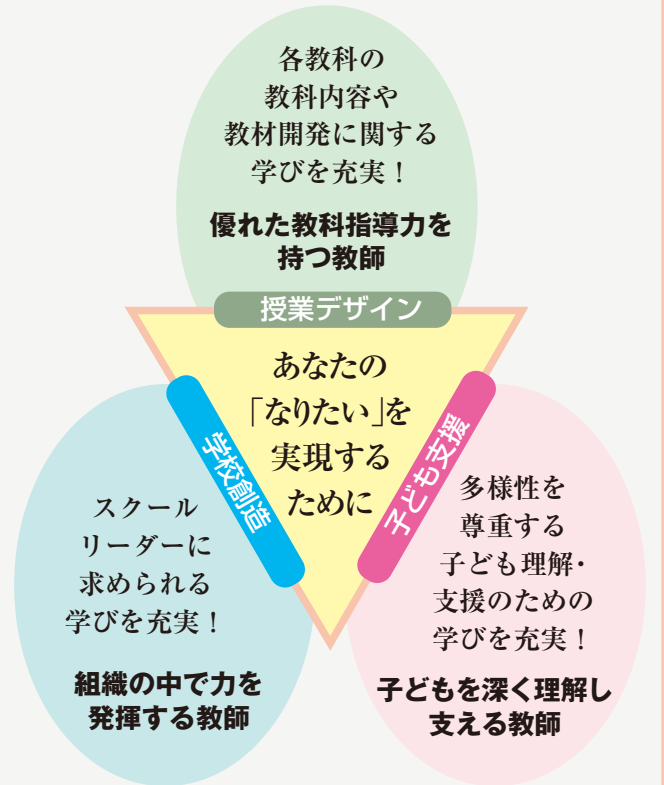 各教科の
教科内容や
教材開発に関する
学びを充実！
優れた教科指導力を
持つ教師
授業デザイン
あなたの
「なりたい」を
実現する
ために
学校創造
子ども支援
スクール
リーダーに
求められる
学びを充実！
組織の中で力を
発揮する教師
多様性を
尊重する
子ども理解・
支援のための
学びを充実！
子どもを深く理解し
支える教師